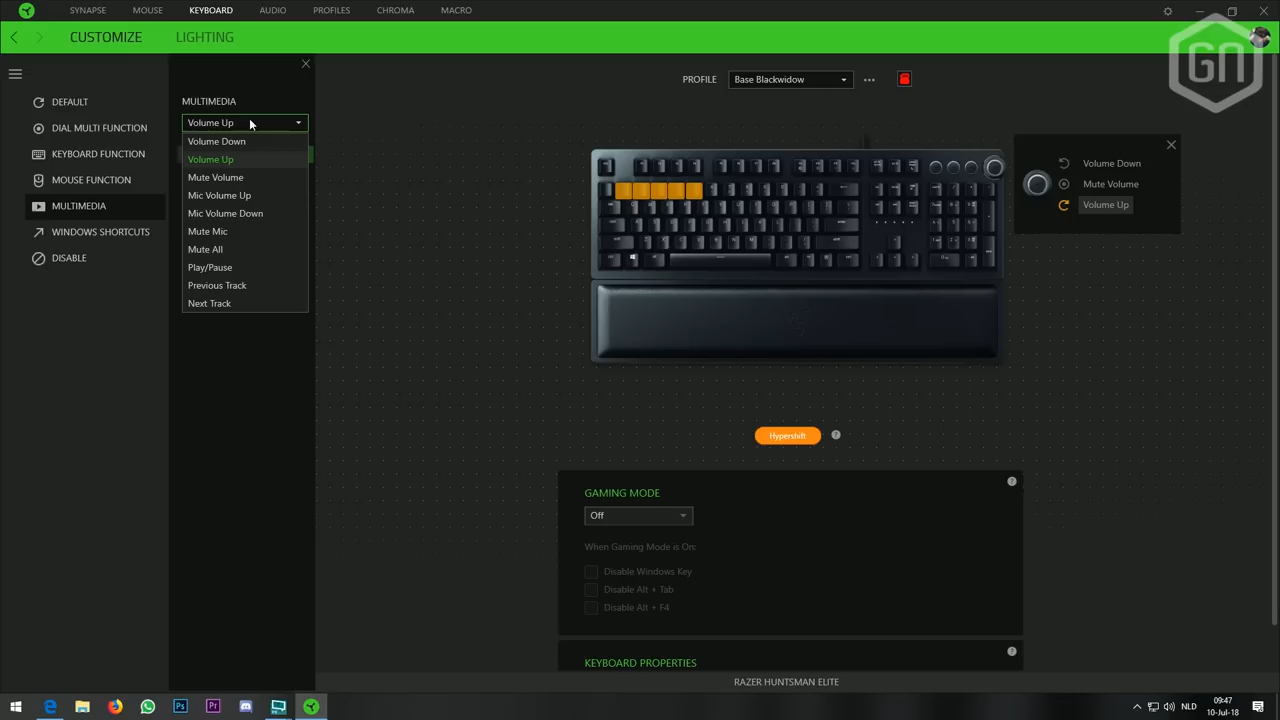 SYNAPSE MOUSE KEYBOARD AUDIO PROFILES CHROMA MACRO
CUSTOMIZE LIGHTING
GN
DEFAULT
DIAL MULTI FUNCTION
KEYBOARD FUNCTION
MOUSE FUNCTION
MULTIMEDIA
WINDOWS SHORTCUTS
DISABLE
MULTIMEDIA
Volume Up
Volume Down
Volume Up
Mute Volume
Mic Volume Up
Mic Volume Down
Mute Mic
Mute All
Play/Pause
Previous Track
Next Track
PROFILE Base Blackwidow
Volume Down
Mute Volume
Volume Up
Hypershift ?
GAMING MODE ?
Off
When Gaming Mode is On:
Disable Windows Key
Disable Alt + Tab
Disable Alt + F4
KEYBOARD PROPERTIES ?
RAZER HUNTSMAN ELITE
Ps Pr
NLD
09:47
10-Jul-18